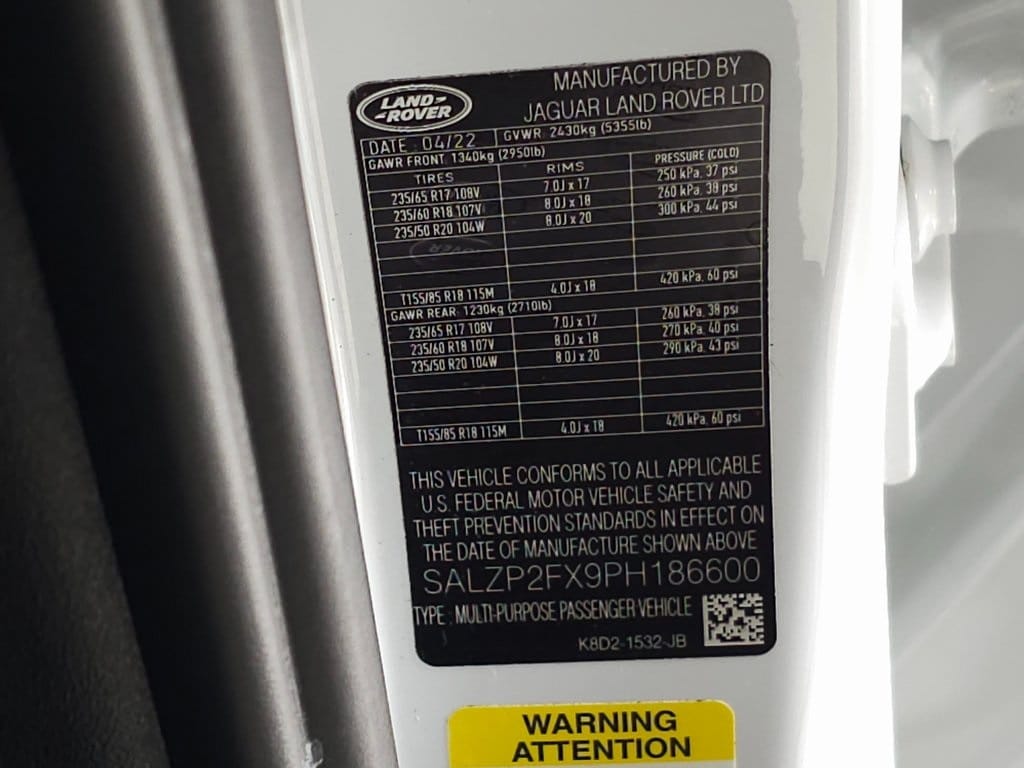 LAND ROVER
MANUFACTURED BY
JAGUAR LAND ROVER LTD
DATE: 04/22 GVWR: 2430kg (5355lb)
GAWR FRONT: 1340kg (2950lb)
TIRES RIMS PRESSURE (COLD)
235/65 R17 108V 7.0J x 17 250 kPa, 37 psi
235/60 R18 107V 8.0J x 18 260 kPa, 38 psi
235/50 R20 104W 8.0J x 20 300 kPa, 44 psi
T155/85 R18 115M 4.0J x 18 420 kPa, 60 psi
GAWR REAR: 1230kg (2710lb)
235/65 R17 108V 7.0J x 17 260 kPa, 38 psi
235/60 R18 107V 8.0J x 18 270 kPa, 40 psi
235/50 R20 104W 8.0J x 20 290 kPa, 43 psi
T155/85 R18 115M 4.0J x 18 420 kPa, 60 psi
THIS VEHICLE CONFORMS TO ALL APPLICABLE
U.S. FEDERAL MOTOR VEHICLE SAFETY AND
THEFT PREVENTION STANDARDS IN EFFECT ON
THE DATE OF MANUFACTURE SHOWN ABOVE
SALZP2FX9PH186600
TYPE : MULTI-PURPOSE PASSENGER VEHICLE
K8D2-1532-JB
WARNING
ATTENTION